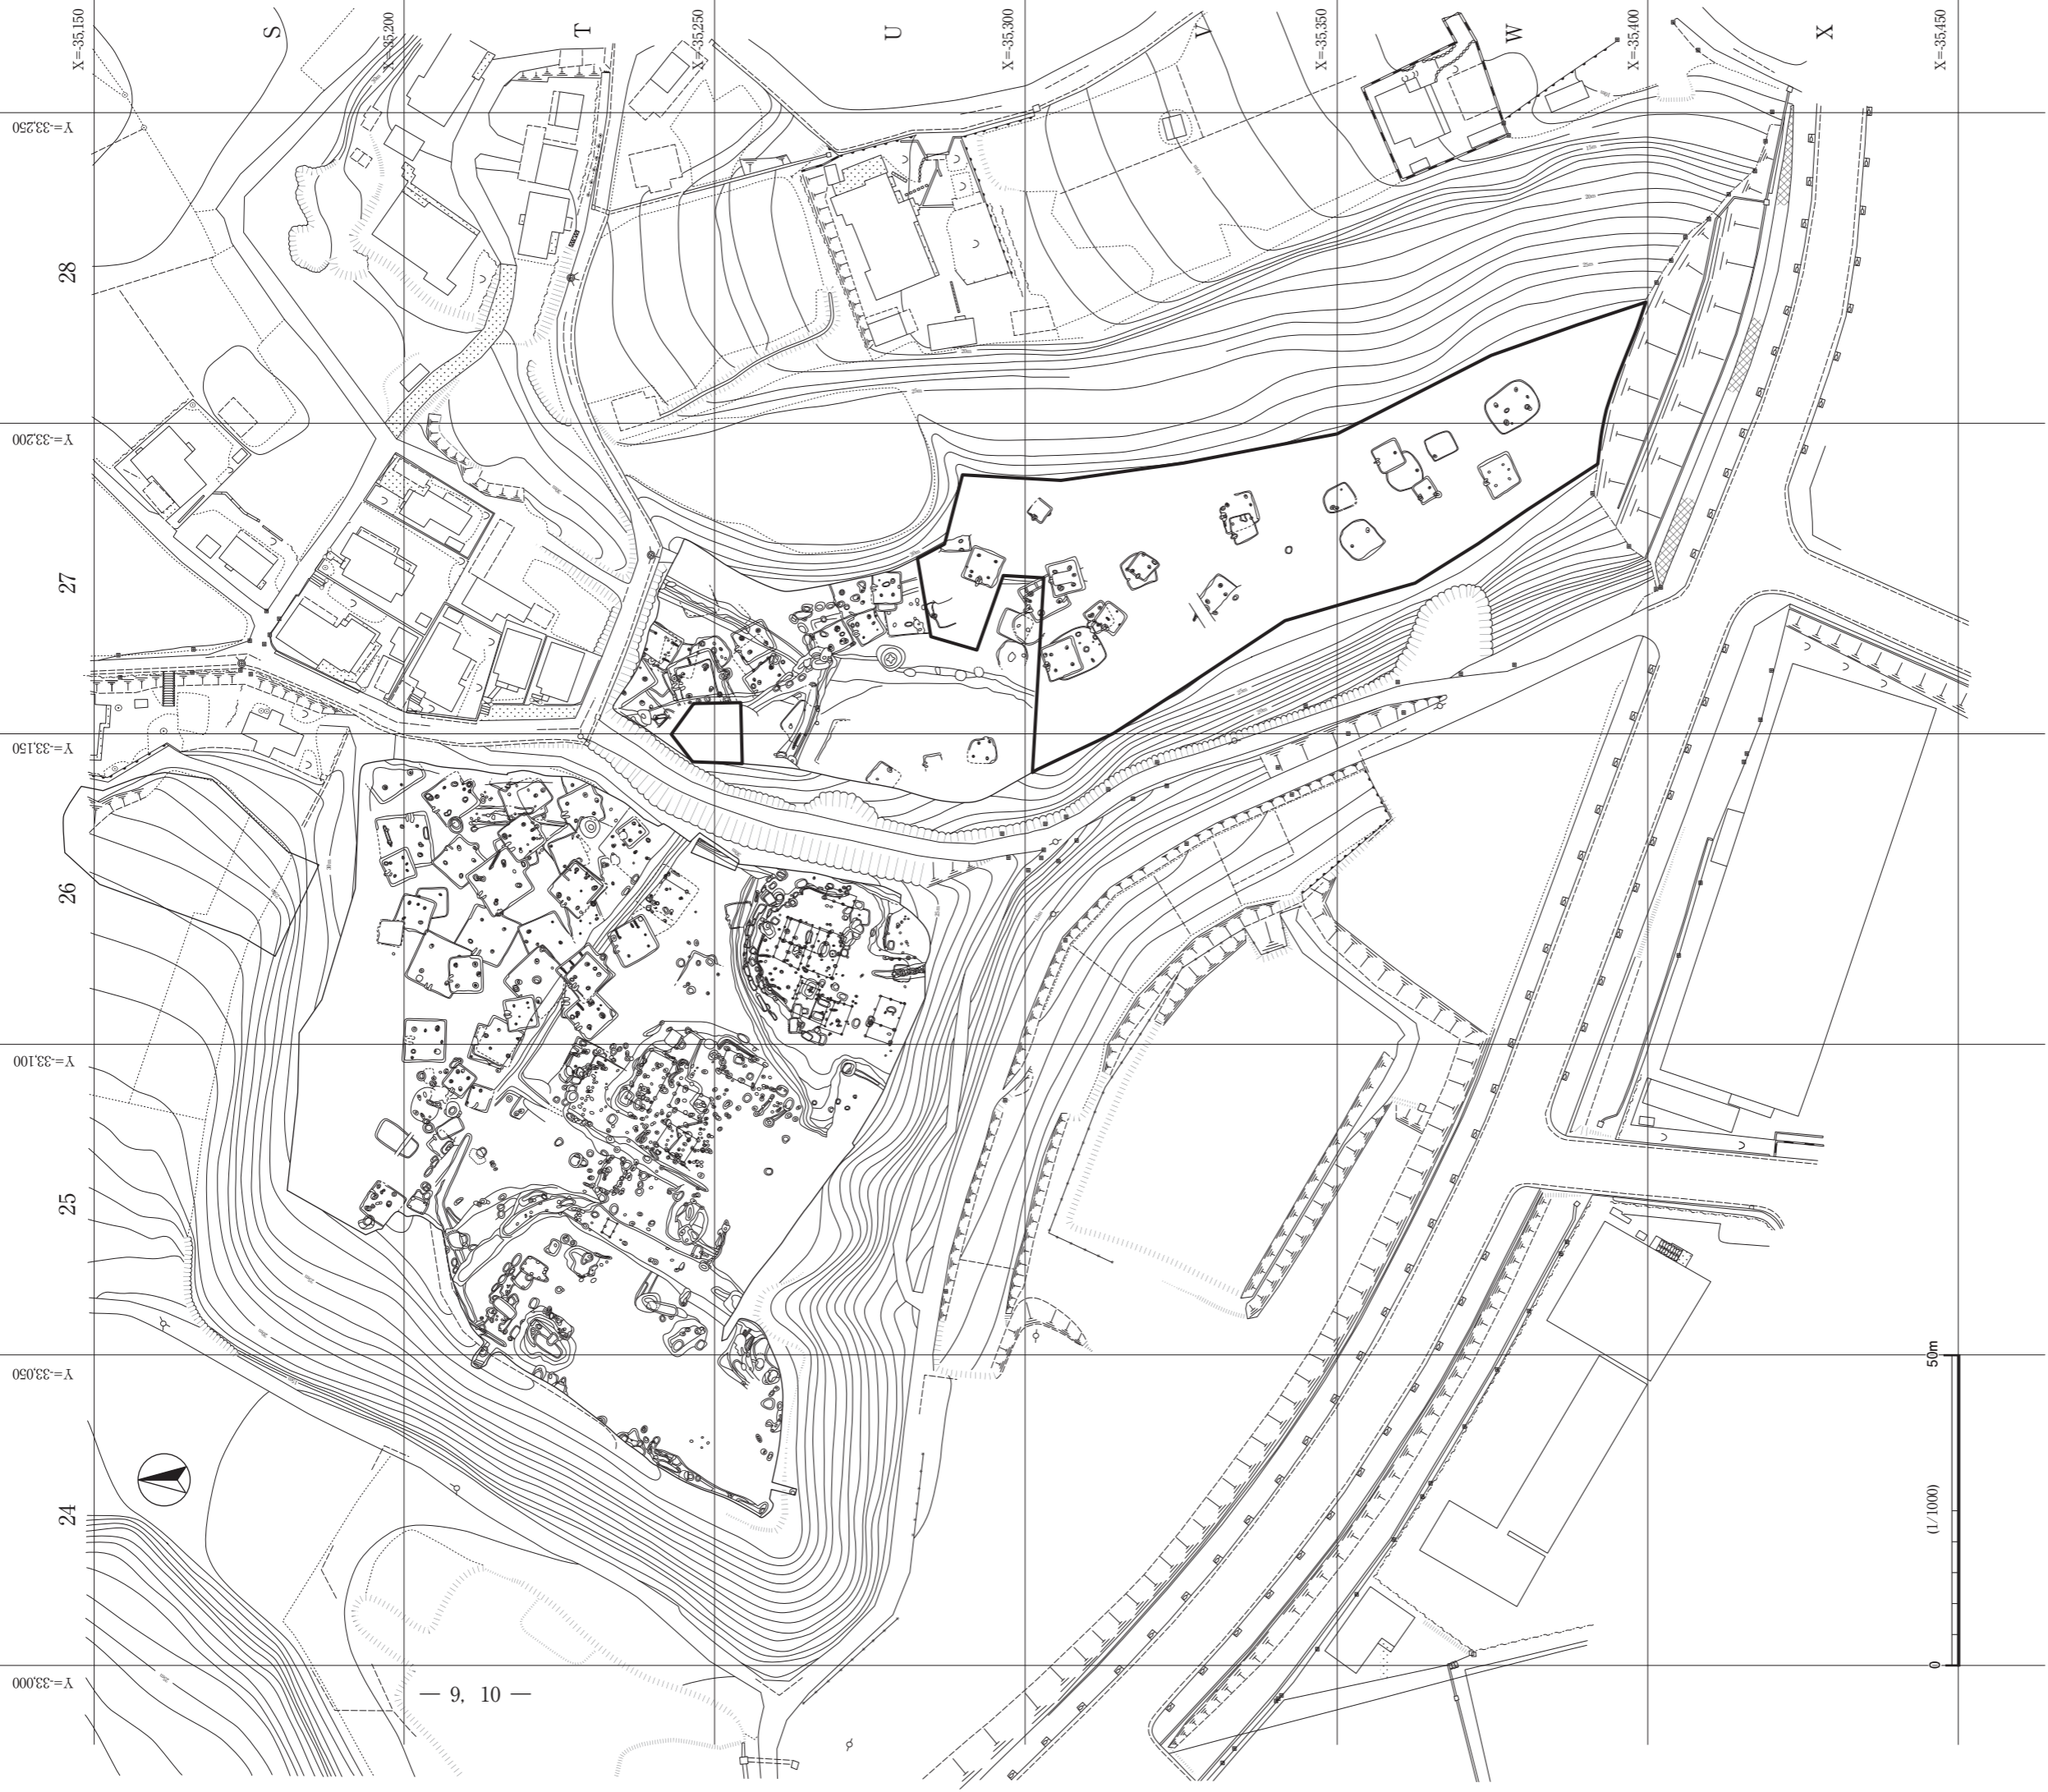 X=-35,150
S
X=-35,200
T
X=-35,250
U
X=-35,300
V
X=-35,350
W
X=-35,400
X
X=-35,450
Y=-33,250
28
Y=-33,200
27
Y=-33,150
26
Y=-33,100
25
Y=-33,050
24
Y=-33,000
50m
(1/1000)
0
— 9, 10 —